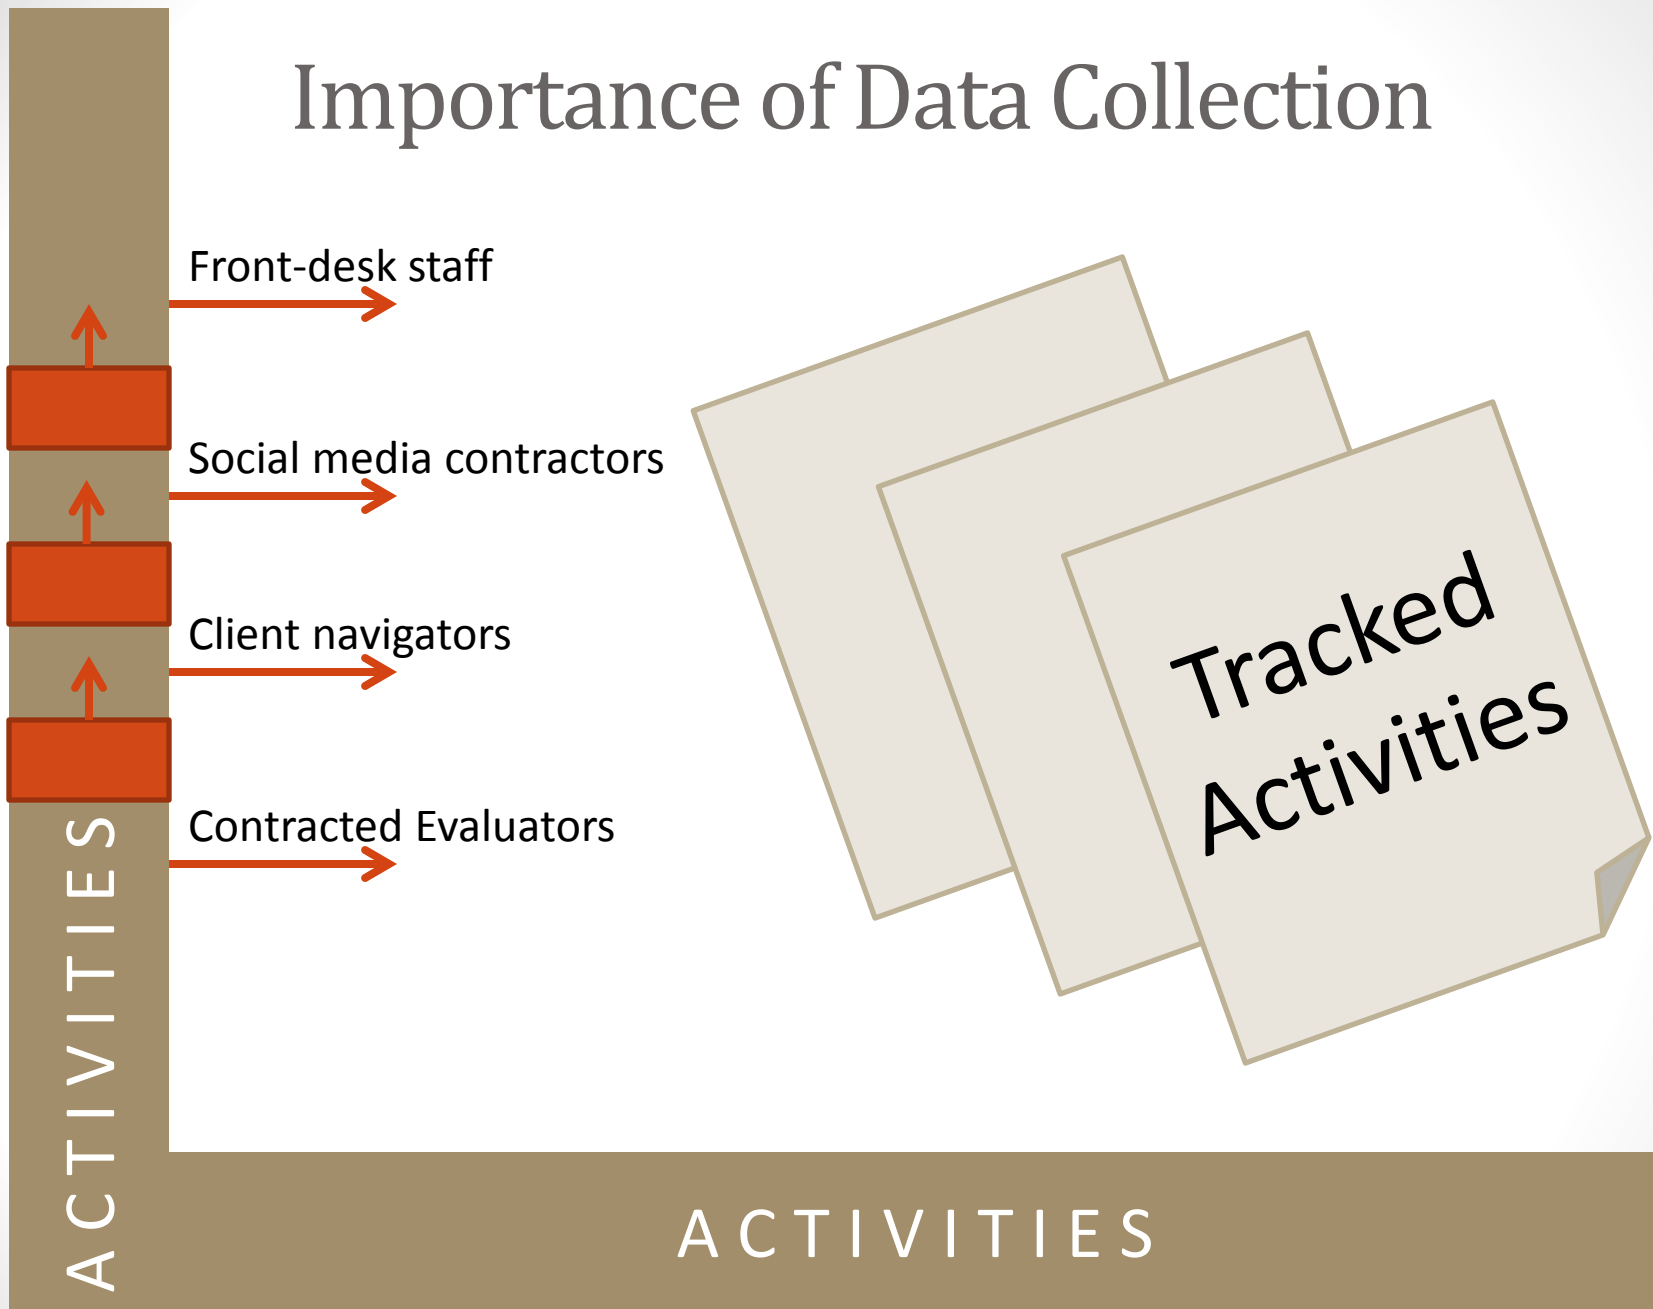 Importance of Data Collection
Front-desk staff
Social media contractors
Client navigators
Contracted Evaluators
Tracked
Activities
ACTIVITIES
ACTIVITIES